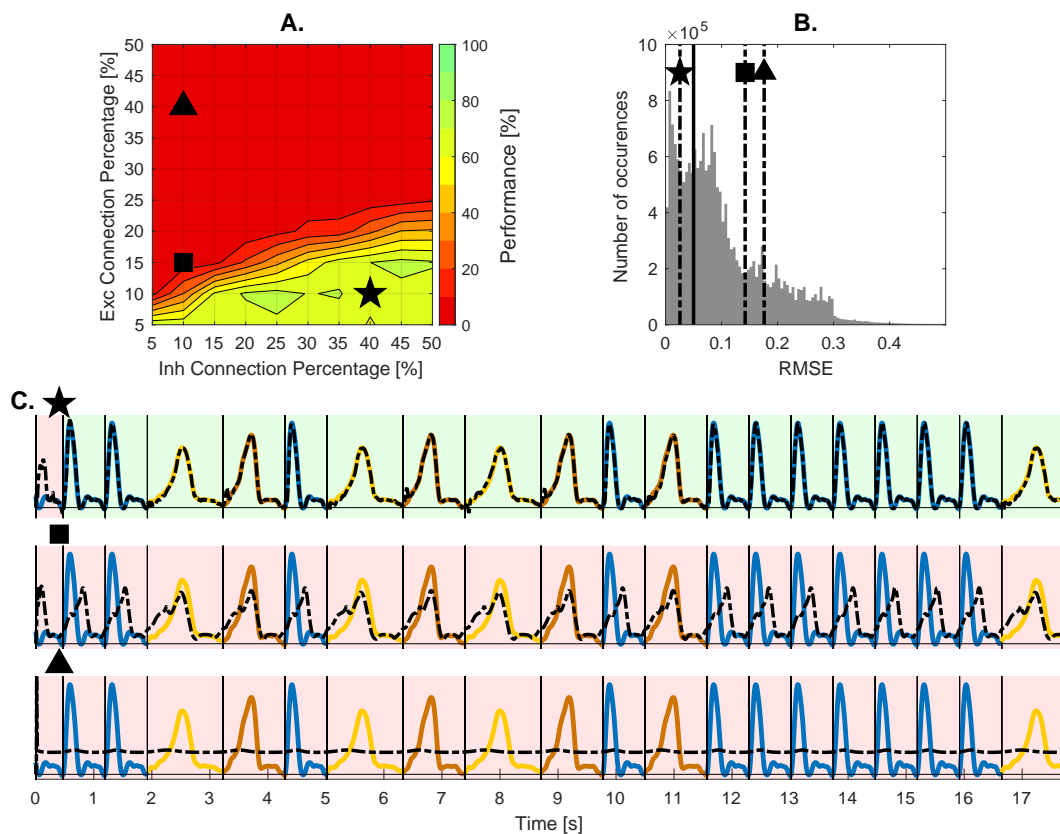 A.
B.
50
45
40
35
30
25
20
15
10
5
Exc Connection Percentage [%]
5 10 15 20 25 30 35 40 45 50
Inh Connection Percentage [%]
100
80
60
40
20
0
Performance [%]
×10⁵
10
8
6
4
2
0
Number of occurences
0 0.1 0.2 0.3 0.4
RMSE
C.
0 1 2 3 4 5 6 7 8 9 10 11 12 13 14 15 16 17
Time [s]